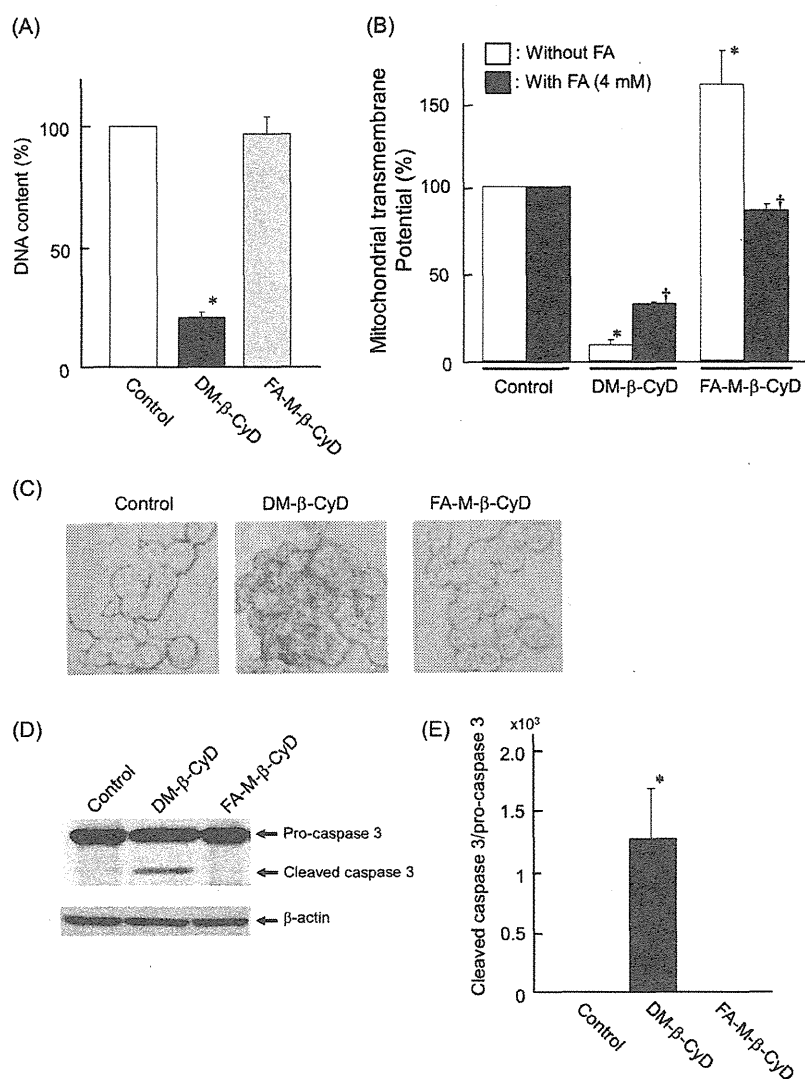 (A)
DNA content (%)
100
50
0
Control
DM-β-CyD
*
FA-M-β-CyD
(B)
: Without FA
: With FA (4 mM)
Mitochondrial transmembrane
Potential (%)
150
100
50
0
*
†
*
†
Control
DM-β-CyD
FA-M-β-CyD
(C)
Control
DM-β-CyD
FA-M-β-CyD
(D)
Control
DM-β-CyD
FA-M-β-CyD
Pro-caspase 3
Cleaved caspase 3
β-actin
(E)
Cleaved caspase 3/pro-caspase 3
x10³
2.0
1.5
1
0.5
0
*
Control
DM-β-CyD
FA-M-β-CyD